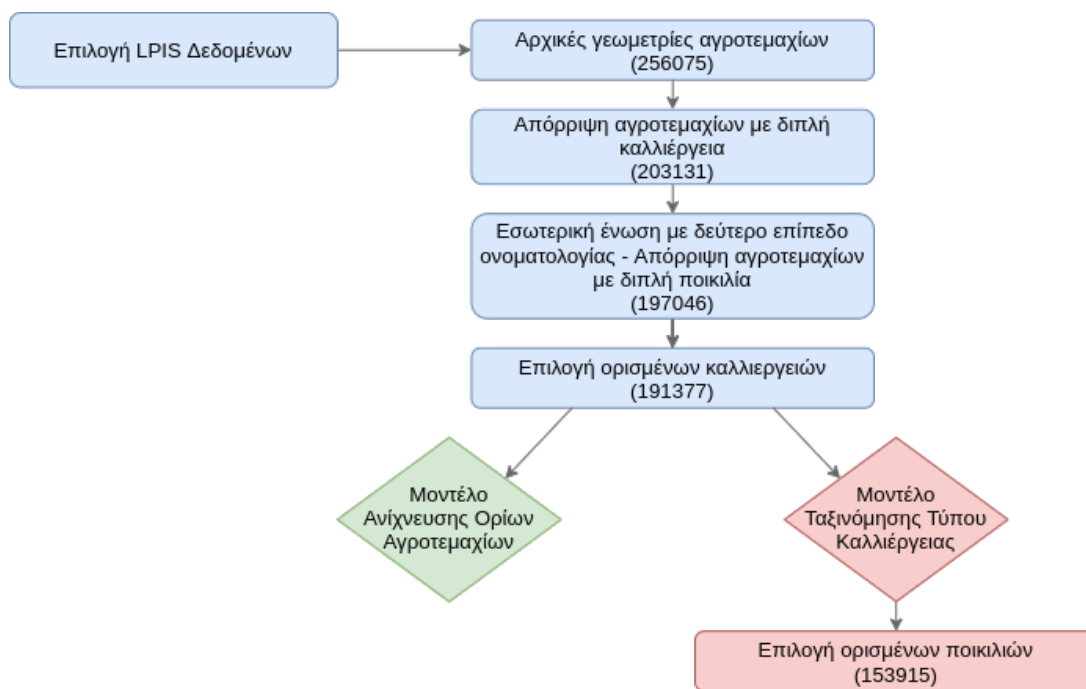 Επιλογή LPIS Δεδομένων
Αρχικές γεωμετρίες αγροτεμαχίων
(256075)
Απόρριψη αγροτεμαχίων με διπλή
καλλιέργεια
(203131)
Εσωτερική ένωση με δεύτερο επίπεδο
ονοματολογίας - Απόρριψη αγροτεμαχίων
με διπλή ποικιλία
(197046)
Επιλογή ορισμένων καλλιεργειών
(191377)
Μοντέλο
Ανίχνευσης Ορίων
Αγροτεμαχίων
Μοντέλο
Ταξινόμησης Τύπου
Καλλιέργειας
Επιλογή ορισμένων ποικιλιών
(153915)